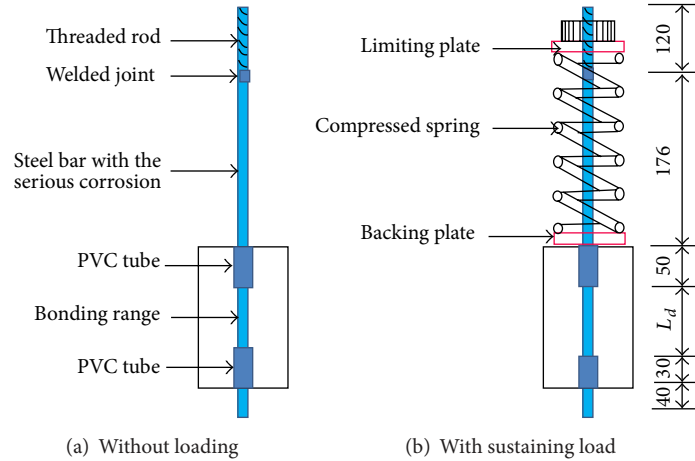 Threaded rod
Welded joint
Steel bar with the
serious corrosion
PVC tube
Bonding range
PVC tube
(a) Without loading
Limiting plate
Compressed spring
Backing plate
(b) With sustaining load
120
176
50
L_d
30
40